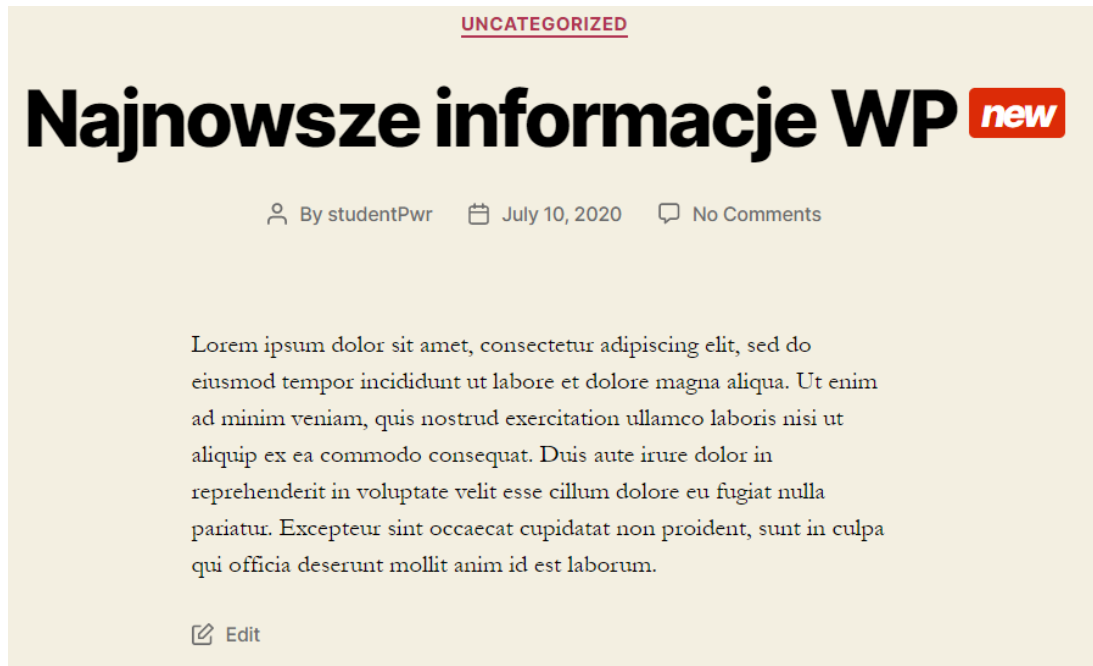 UNCATEGORIZED
Najnowsze informacje WP new
By studentPwr July 10, 2020 No Comments
Lorem ipsum dolor sit amet, consectetur adipiscing elit, sed do
eiusmod tempor incididunt ut labore et dolore magna aliqua. Ut enim
ad minim veniam, quis nostrud exercitation ullamco laboris nisi ut
aliquip ex ea commodo consequat. Duis aute irure dolor in
reprehenderit in voluptate velit esse cillum dolore eu fugiat nulla
pariatur. Excepteur sint occaecat cupidatat non proident, sunt in culpa
qui officia deserunt mollit anim id est laborum.
Edit